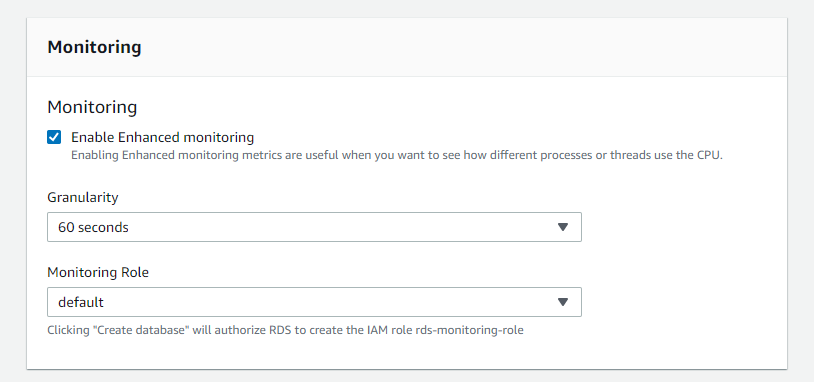 Monitoring
Monitoring
Enable Enhanced monitoring
Enabling Enhanced monitoring metrics are useful when you want to see how different processes or threads use the CPU.
Granularity
60 seconds
Monitoring Role
default
Clicking "Create database" will authorize RDS to create the IAM role rds-monitoring-role